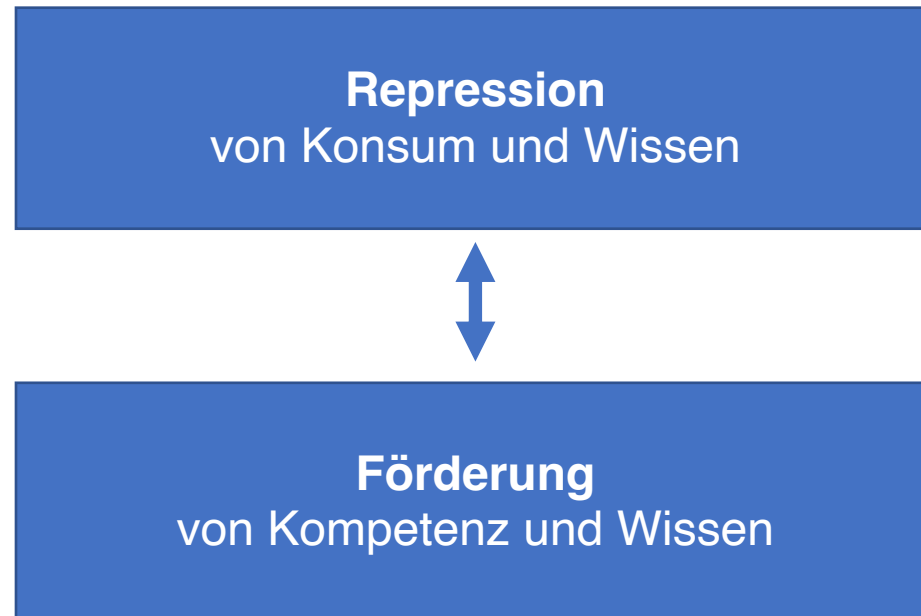 Repression
von Konsum und Wissen
Förderung
von Kompetenz und Wissen